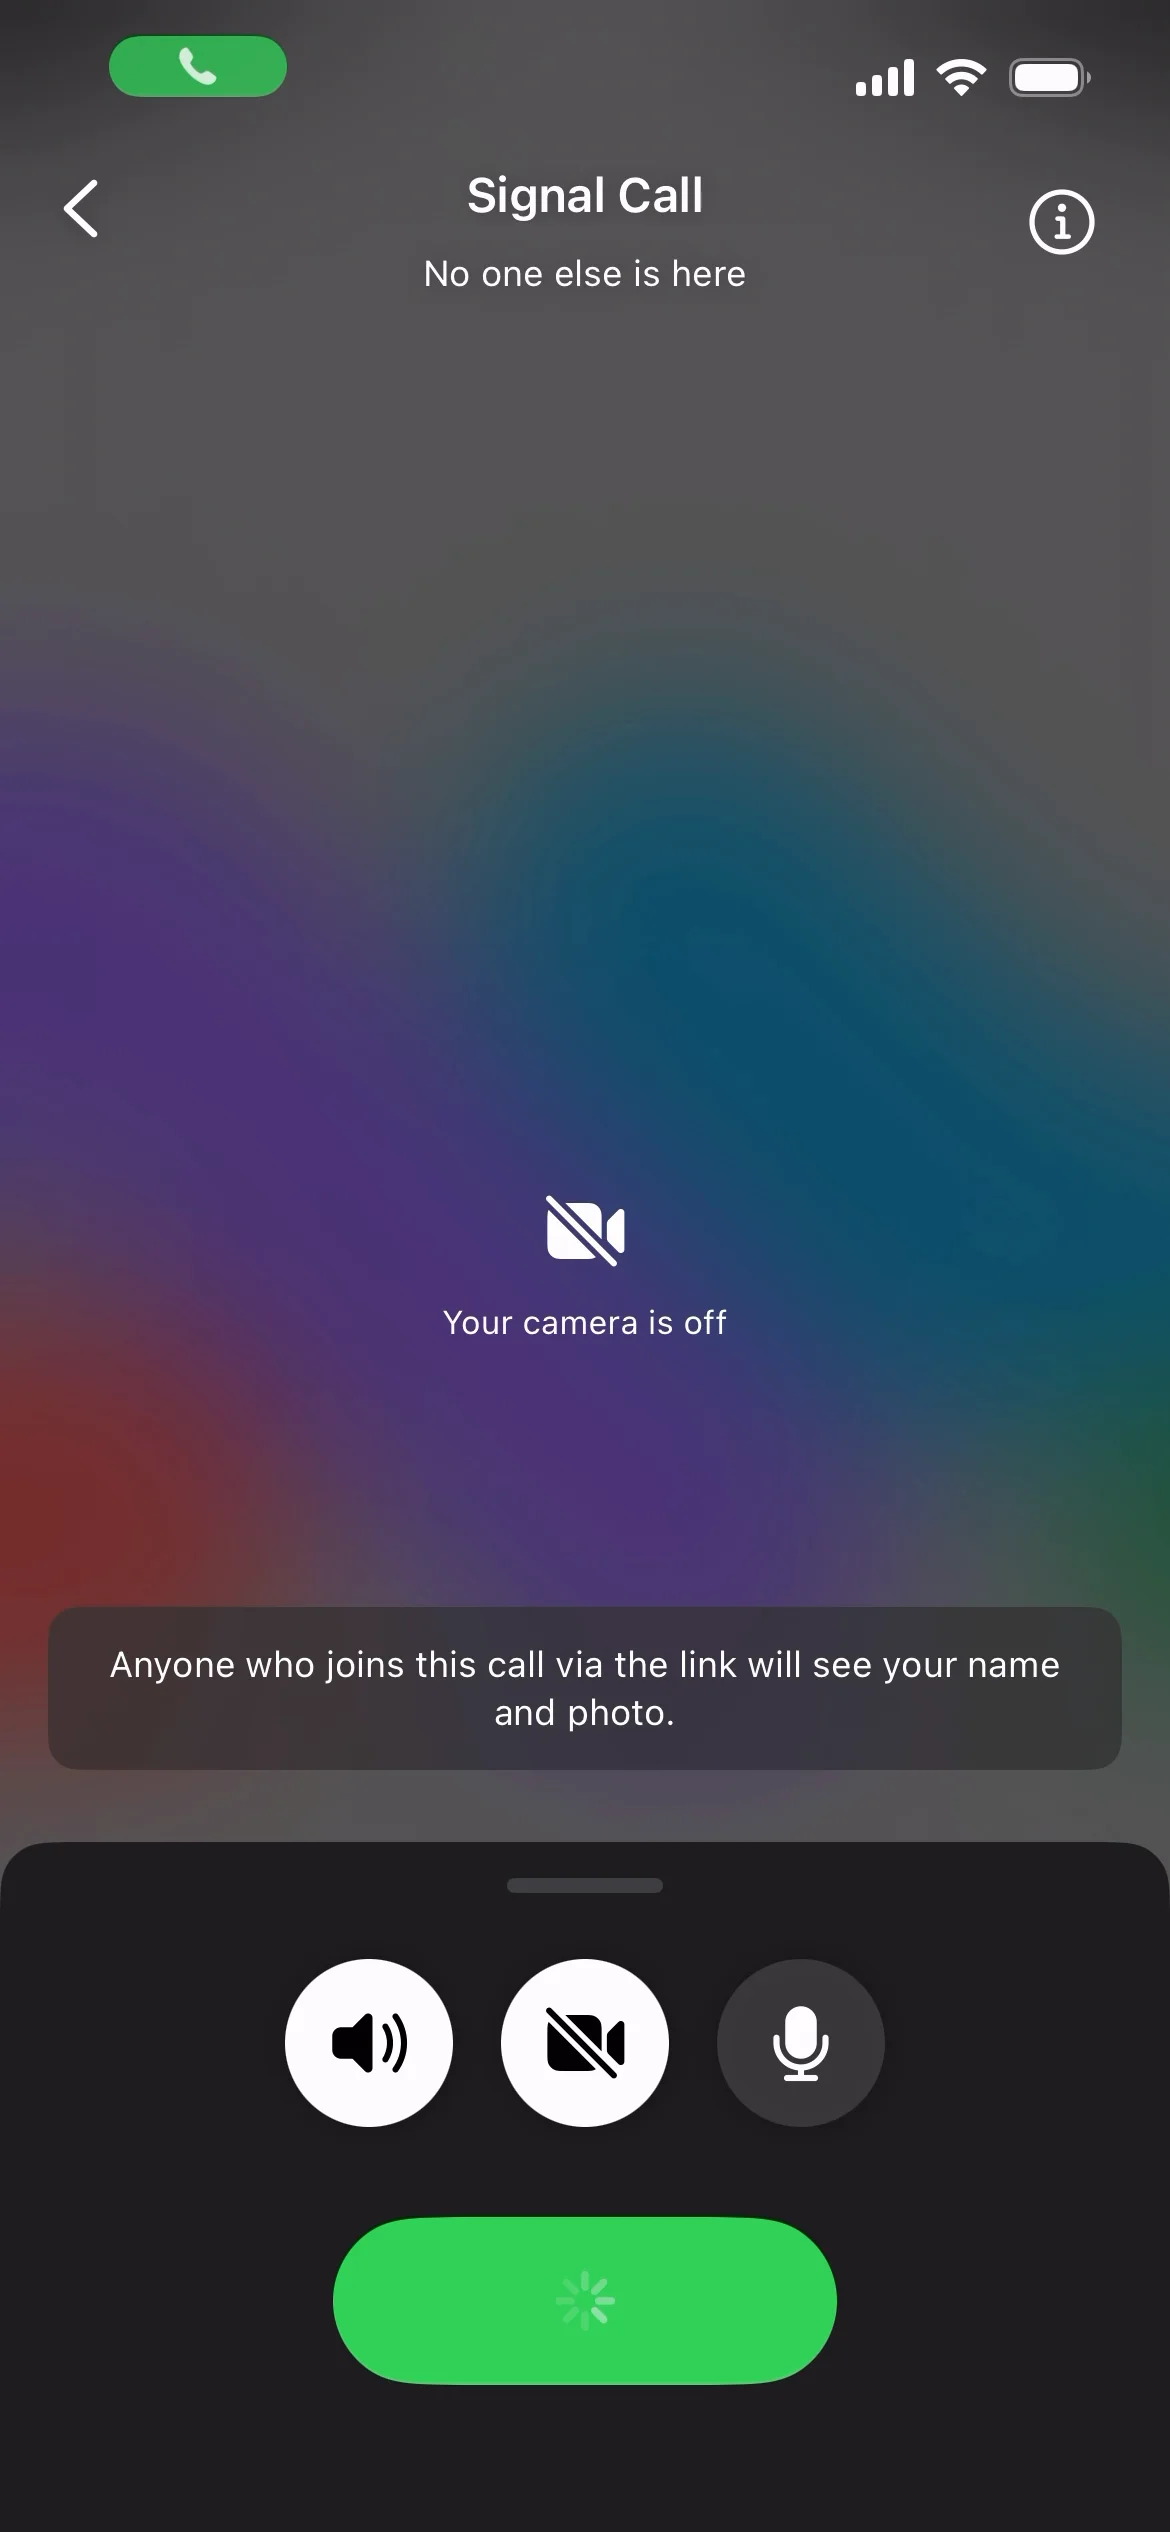 Signal Call
No one else is here
Your camera is off
Anyone who joins this call via the link will see your name
and photo.